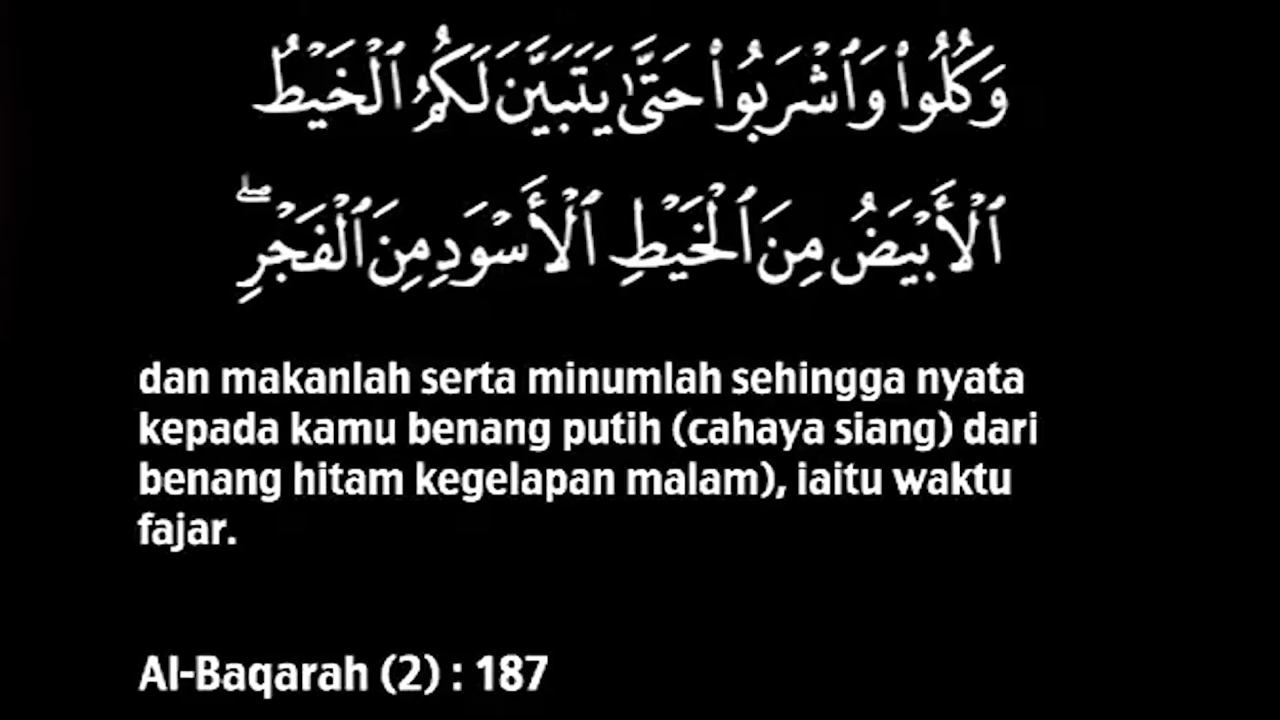 وَكُلُوا۟ وَٱشْرَبُوا۟ حَتَّىٰ يَتَبَيَّنَ لَكُمُ ٱلْخَيْطُ
ٱلْأَبْيَضُ مِنَ ٱلْخَيْطِ ٱلْأَسْوَدِ مِنَ ٱلْفَجْرِ ۖ
dan makanlah serta minumlah sehingga nyata
kepada kamu benang putih (cahaya siang) dari
benang hitam kegelapan malam), iaitu waktu
fajar.
Al-Baqarah (2) : 187